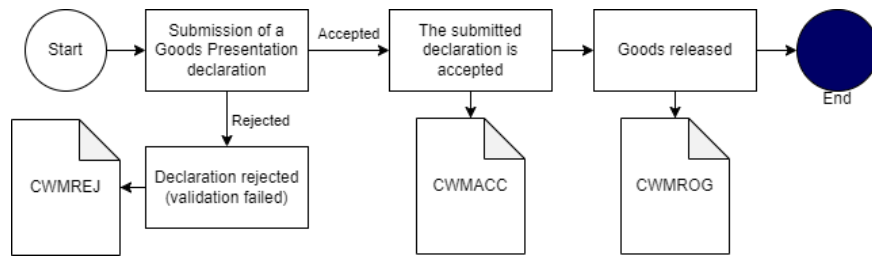 Start
Submission of a
Goods Presentation
declaration
Accepted
The submitted
declaration is
accepted
Goods released
End
Rejected
Declaration rejected
(validation failed)
CWMREJ
CWMACC
CWMROG